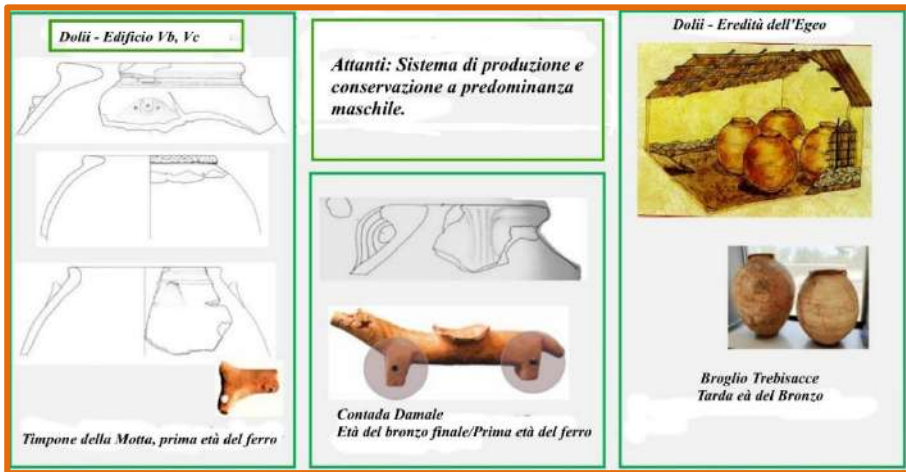 Dolii - Edificio Vb, Vc
Timpone della Motta, prima età del ferro
Attanti: Sistema di produzione e
conservazione a predominanza
maschile.
Contada Damale
Età del bronzo finale/Prima età del ferro
Dolii - Eredità dell'Egeo
Broglio Trebisacce
Tarda eà del Bronzo